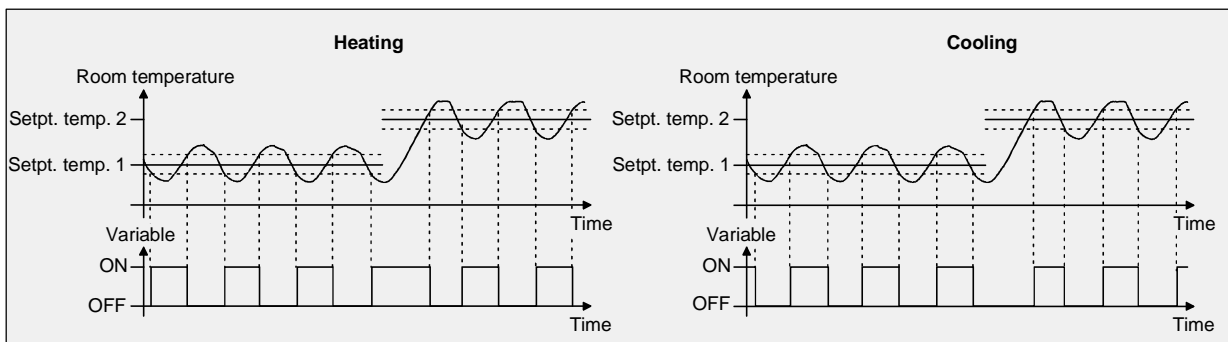 Heating
Room temperature
Setpt. temp. 2
Setpt. temp. 1
Time
Variable
ON
OFF
Time
Cooling
Room temperature
Setpt. temp. 2
Setpt. temp. 1
Time
Variable
ON
OFF
Time